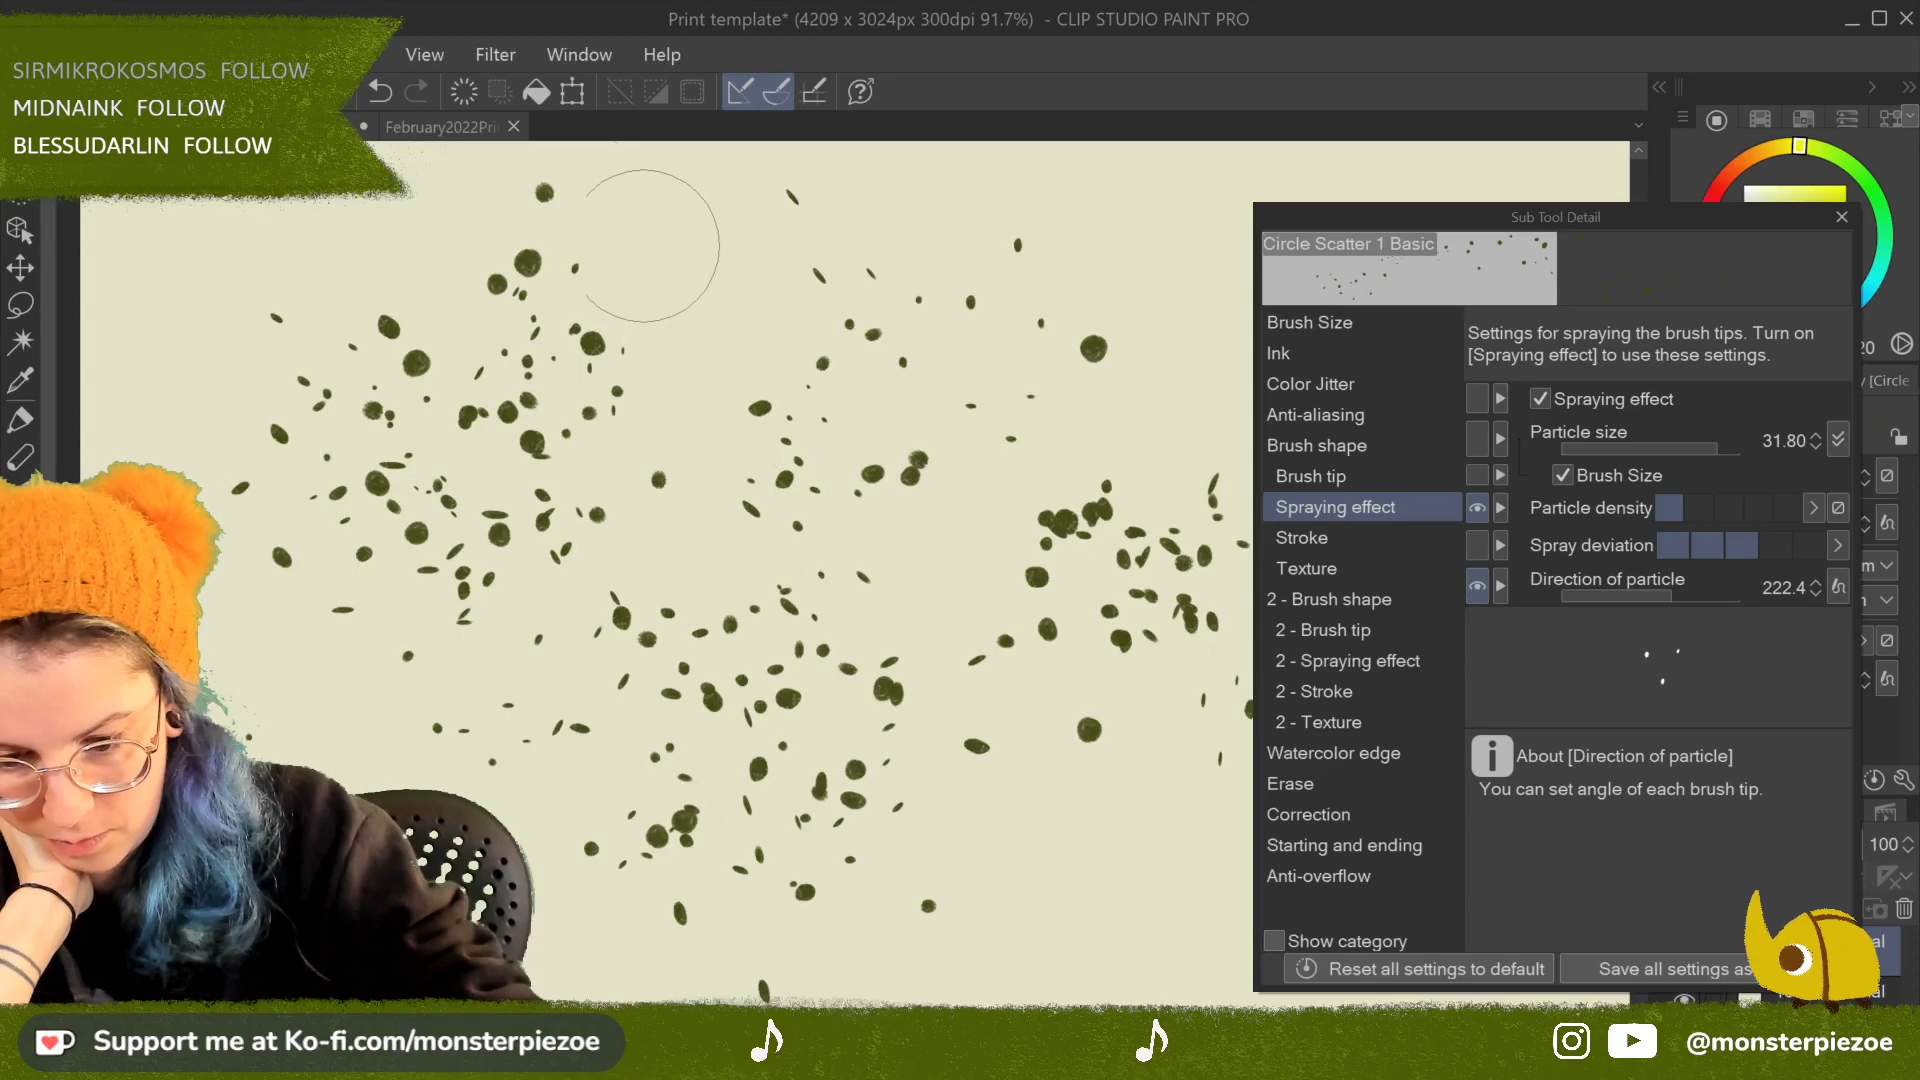 Print template* (4209 x 3024px 300dpi 91.7%) - CLIP STUDIO PAINT PRO
SIRMIKROKOSMOS FOLLOW
MIDNAINK FOLLOW
BLESSUDARLIN FOLLOW
View Filter Window Help
February2022Pri
Sub Tool Detail
Circle Scatter 1 Basic
Brush Size
Ink
Color Jitter
Anti-aliasing
Brush shape
Brush tip
Spraying effect
Stroke
Texture
2 - Brush shape
2 - Brush tip
2 - Spraying effect
2 - Stroke
2 - Texture
Watercolor edge
Erase
Correction
Starting and ending
Anti-overflow
Show category
Settings for spraying the brush tips. Turn on
[Spraying effect] to use these settings.
Spraying effect
Particle size 31.80
Brush Size
Particle density
Spray deviation
Direction of particle 222.4
About [Direction of particle]
You can set angle of each brush tip.
Reset all settings to default
Save all settings as
20
y [Circle
m
100
al
al
Support me at Ko-fi.com/monsterpiezoe
@monsterpiezoe